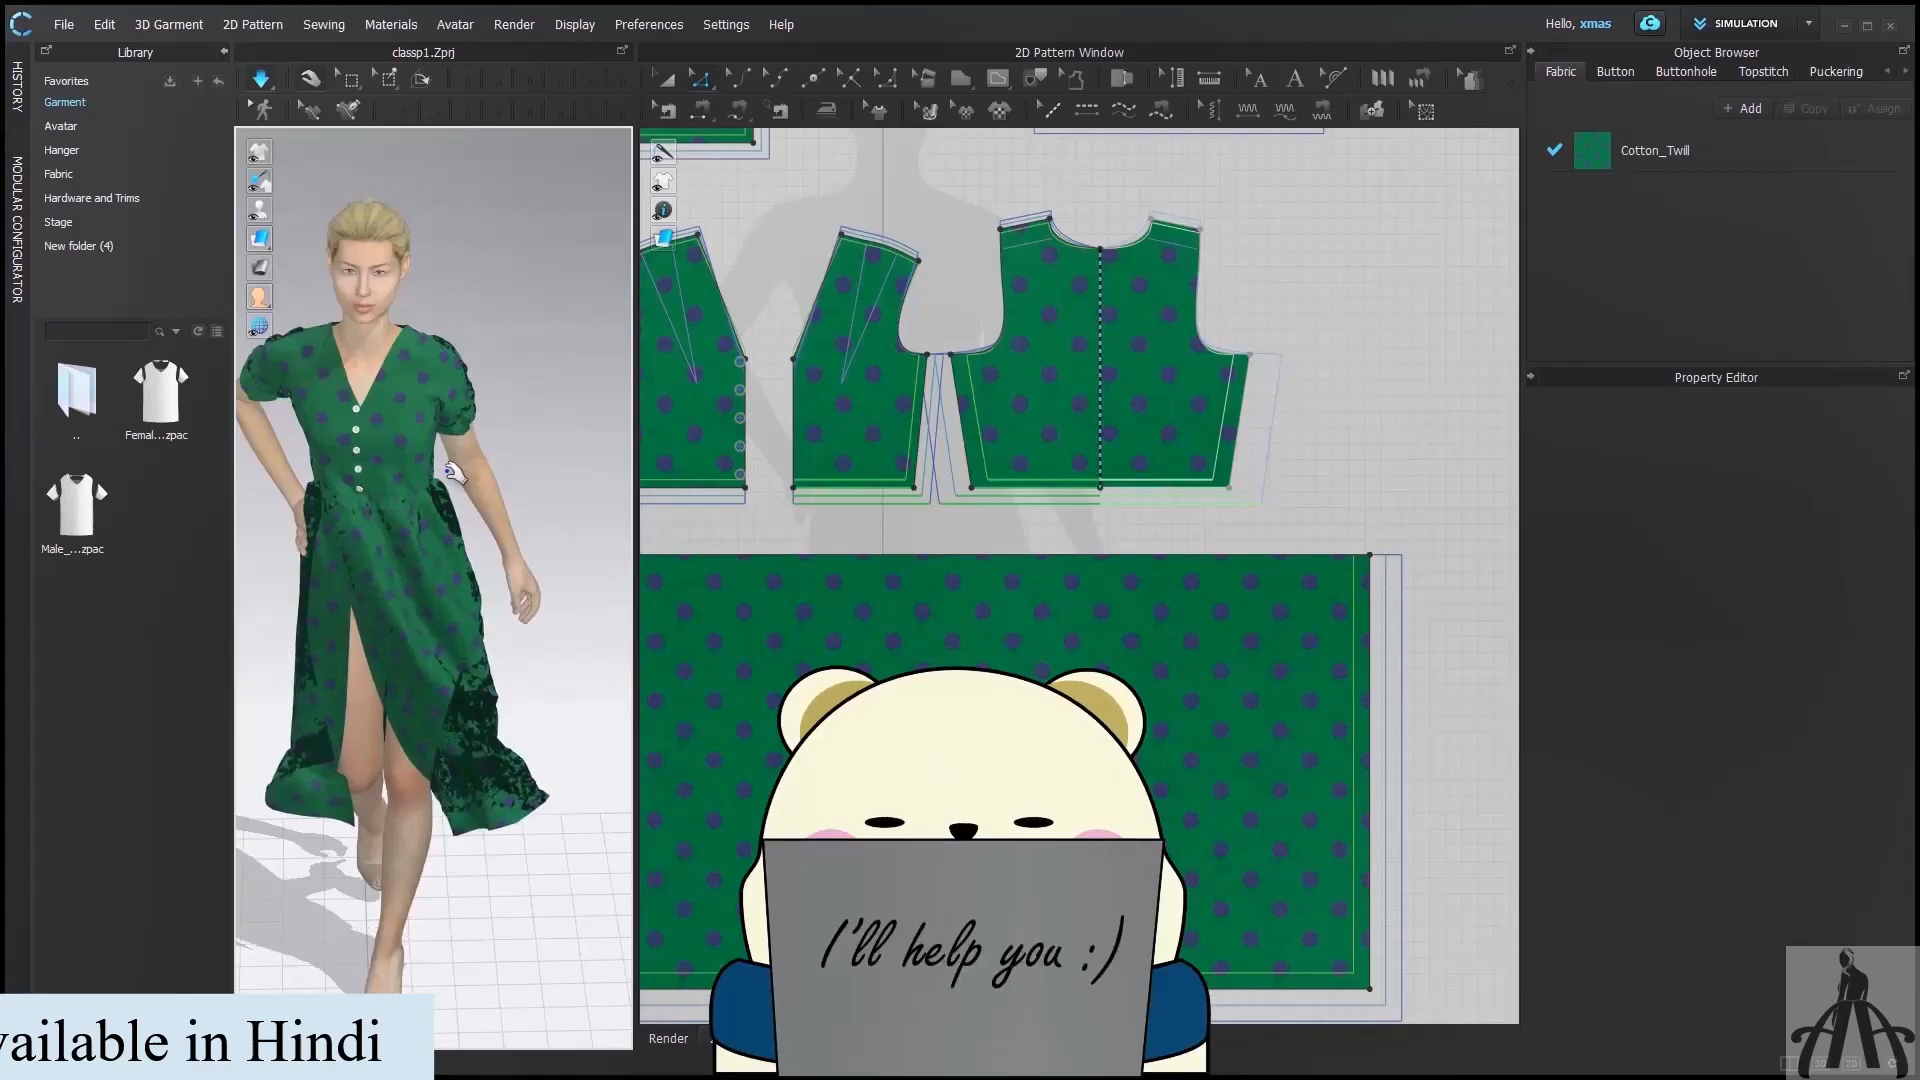 File Edit 3D Garment 2D Pattern Sewing Materials Avatar Render Display Preferences Settings Help
Hello, xmas
SIMULATION
HISTORY
MODULAR CONFIGURATOR
Library
classp1.Zprj
2D Pattern Window
Object Browser
Favorites
Garment
Avatar
Hanger
Fabric
Hardware and Trims
Stage
New folder (4)
..
Femal...zpac
Male_...zpac
Fabric Button Buttonhole Topstitch Puckering
+ Add Copy Assign
Cotton_Twill
Property Editor
I'll help you :)
Render
vailable in Hindi
3D 2D